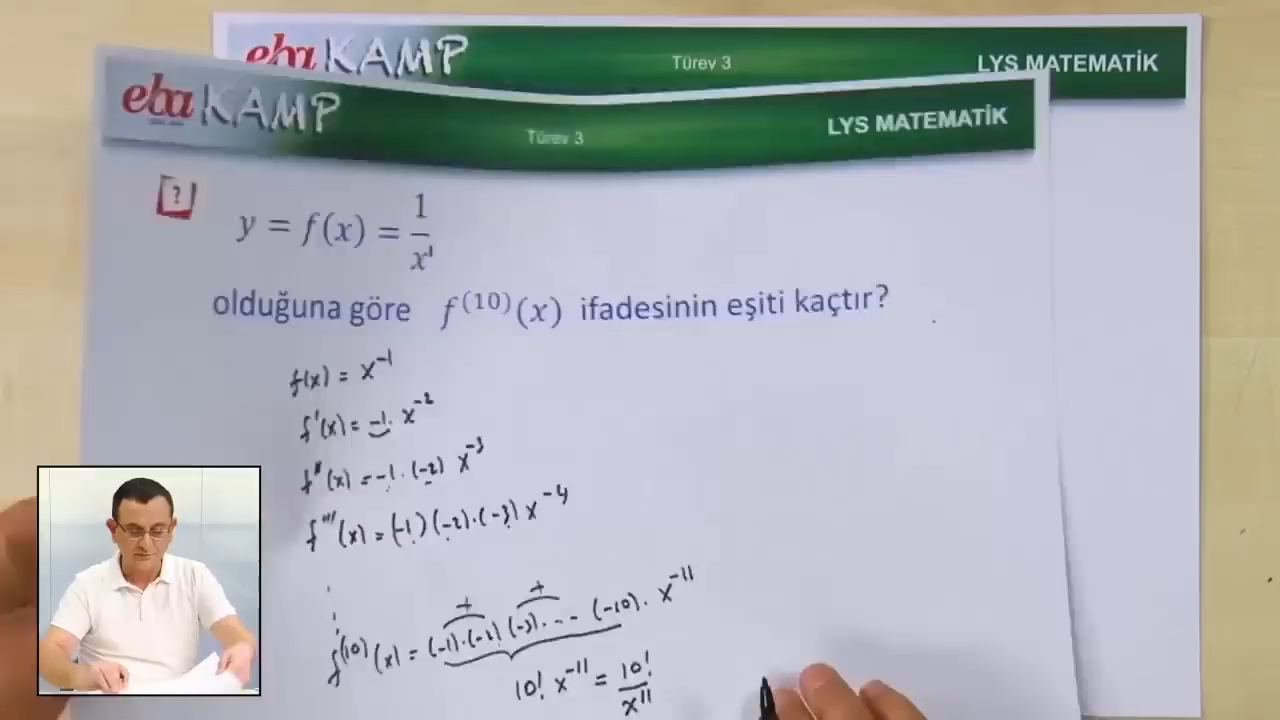 eba KAMP Türev 3 LYS MATEMATİK
eba KAMP Türev 3 LYS MATEMATİK
[?]
y = f(x) = 1/x¹
olduğuna göre f⁽¹⁰⁾(x) ifadesinin eşiti kaçtır?
f(x) = x⁻¹
f'(x) = -1 · x⁻²
f''(x) = -1 · (-2) x⁻³
f'''(x) = (-1)(-2)·(-3) x⁻⁴
+ +
f⁽¹⁰⁾(x) = (-1)·(-2)(-3)·...(-10)· x⁻¹¹
10! x⁻¹¹ = 10!/x¹¹